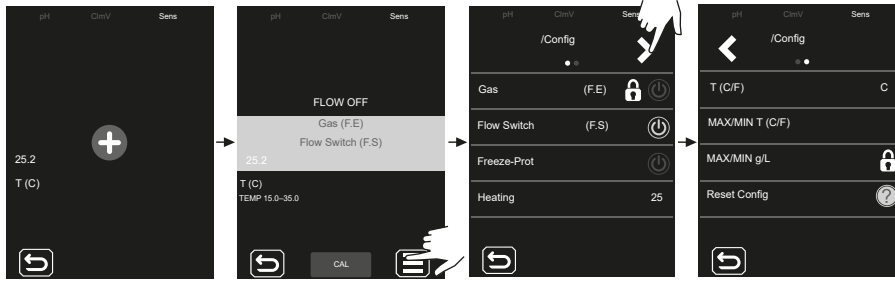 pH ClmV Sens
25.2
T (C)
pH ClmV Sens
FLOW OFF
Gas (F.E)
Flow Switch (F.S)
25.2
T (C)
TEMP 15.0–35.0
CAL
pH ClmV Sens
/Config
Gas (F.E)
Flow Switch (F.S)
Freeze-Prot
Heating 25
pH ClmV Sens
/Config
T (C/F) C
MAX/MIN T (C/F)
MAX/MIN g/L
Reset Config ?